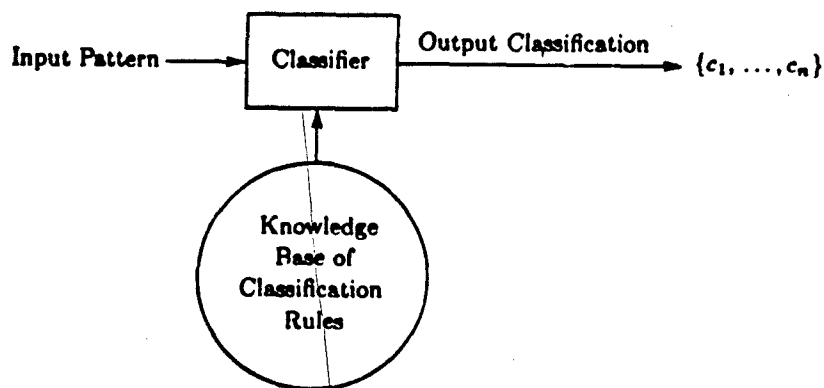 Input Pattern
Classifier
Output Classification
{c₁, ..., cₙ}
Knowledge
Base of
Classification
Rules